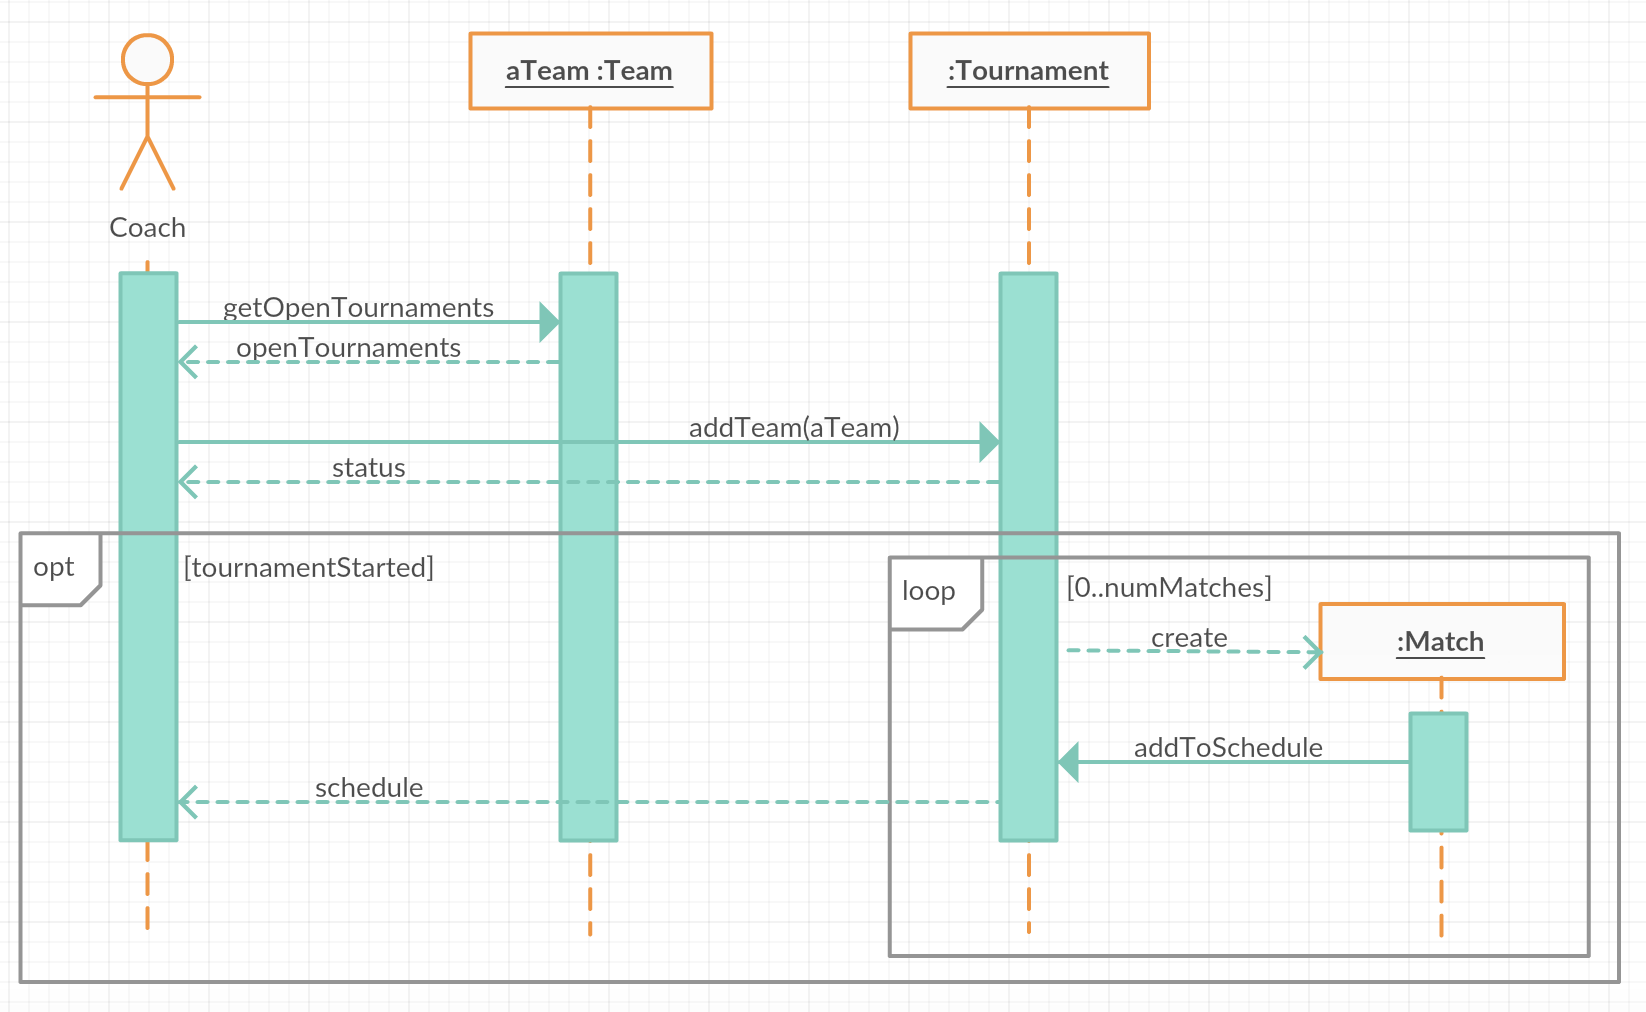 aTeam :Team
:Tournament
Coach
getOpenTournaments
openTournaments
addTeam(aTeam)
status
opt
[tournamentStarted]
loop
[0..numMatches]
create
:Match
addToSchedule
schedule